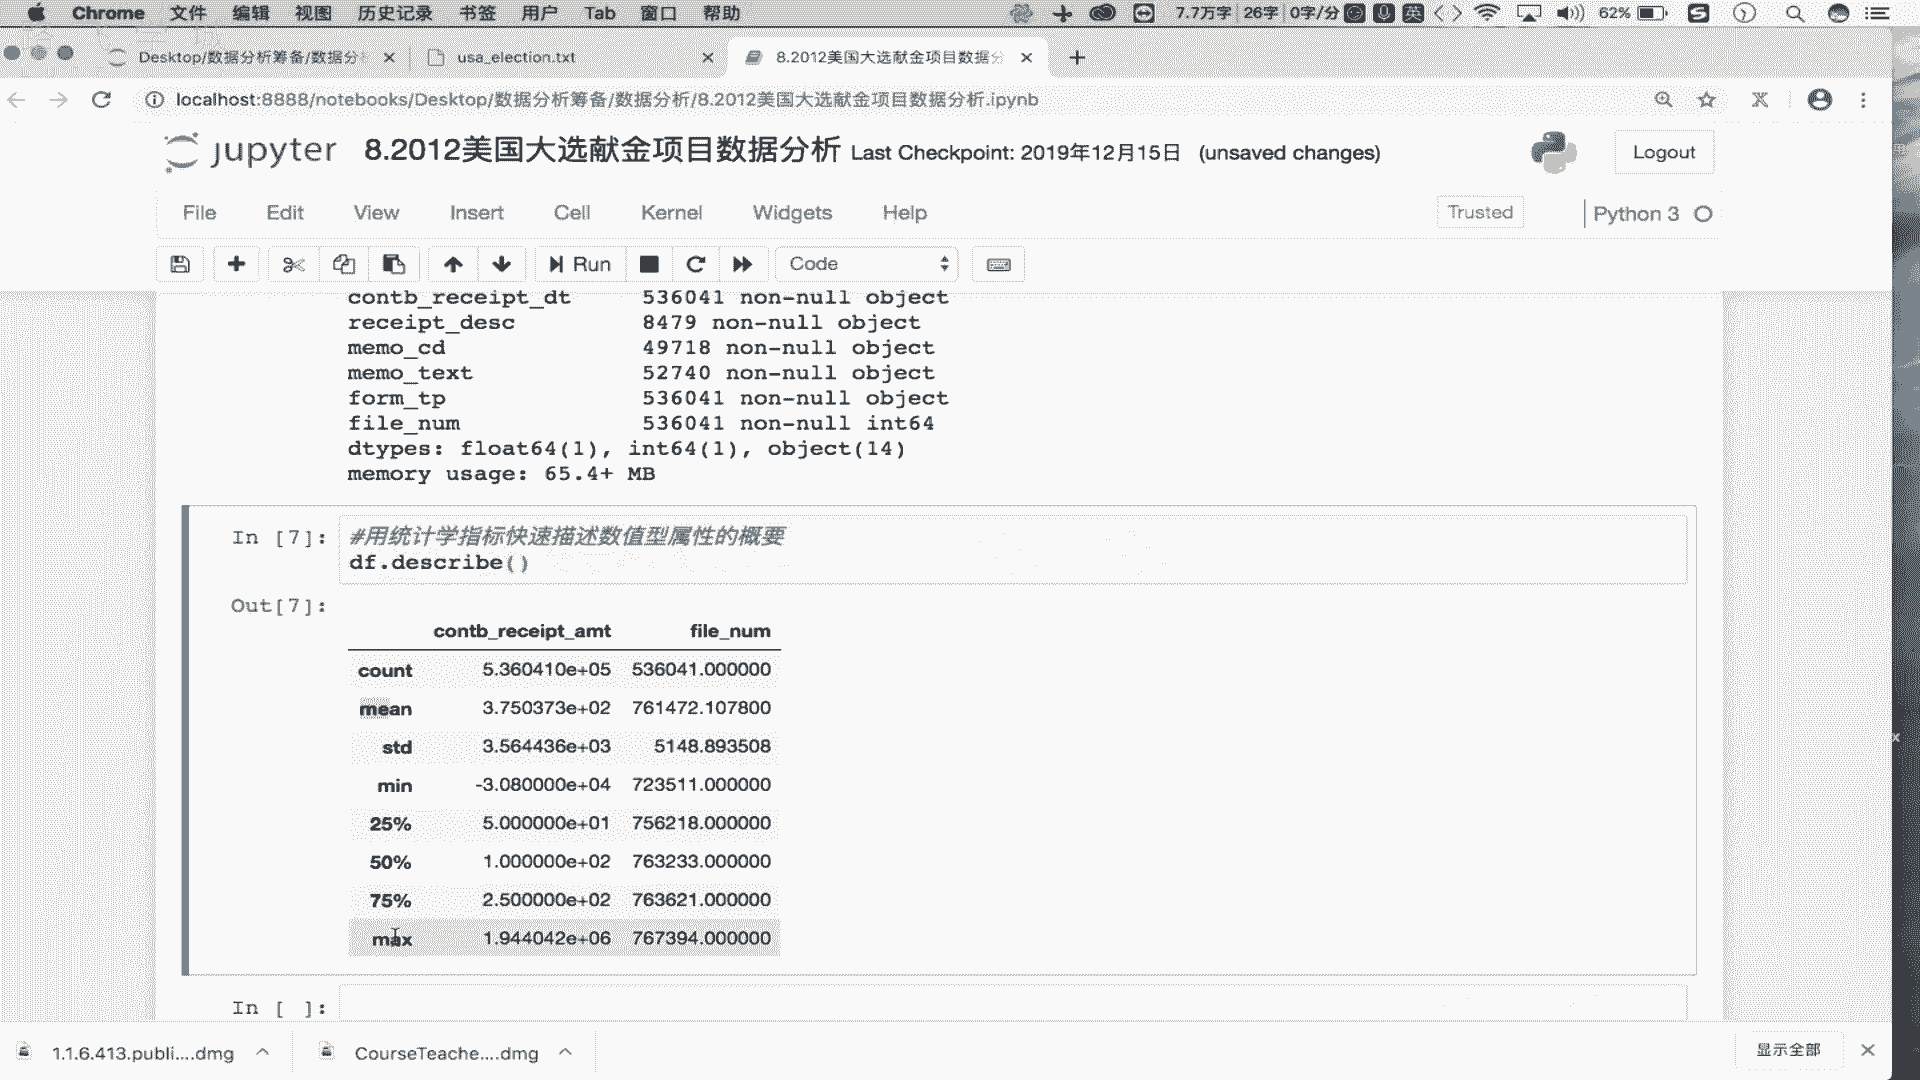 Chrome 文件 编辑 视图 历史记录 书签 用户 Tab 窗口 帮助 7.7万字 26字 0字/分 英 62%
Desktop/数据分析筹备/数据分 usa_election.txt 8.2012美国大选献金项目数据分
localhost:8888/notebooks/Desktop/数据分析筹备/数据分析/8.2012美国大选献金项目数据分析.ipynb
jupyter 8.2012美国大选献金项目数据分析 Last Checkpoint: 2019年12月15日 (unsaved changes) Logout
File Edit View Insert Cell Kernel Widgets Help Trusted Python 3
Run Code
contb_receipt_dt 536041 non-null object
receipt_desc 8479 non-null object
memo_cd 49718 non-null object
memo_text 52740 non-null object
form_tp 536041 non-null object
file_num 536041 non-null int64
dtypes: float64(1), int64(1), object(14)
memory usage: 65.4+ MB
In [7]: #用统计学指标快速描述数值型属性的概要
df.describe()
Out[7]:
contb_receipt_amt file_num
count 5.360410e+05 536041.000000
mean 3.750373e+02 761472.107800
std 3.564436e+03 5148.893508
min -3.080000e+04 723511.000000
25% 5.000000e+01 756218.000000
50% 1.000000e+02 763233.000000
75% 2.500000e+02 763621.000000
max 1.944042e+06 767394.000000
In [ ]:
1.1.6.413.publi....dmg CourseTeache....dmg 显示全部